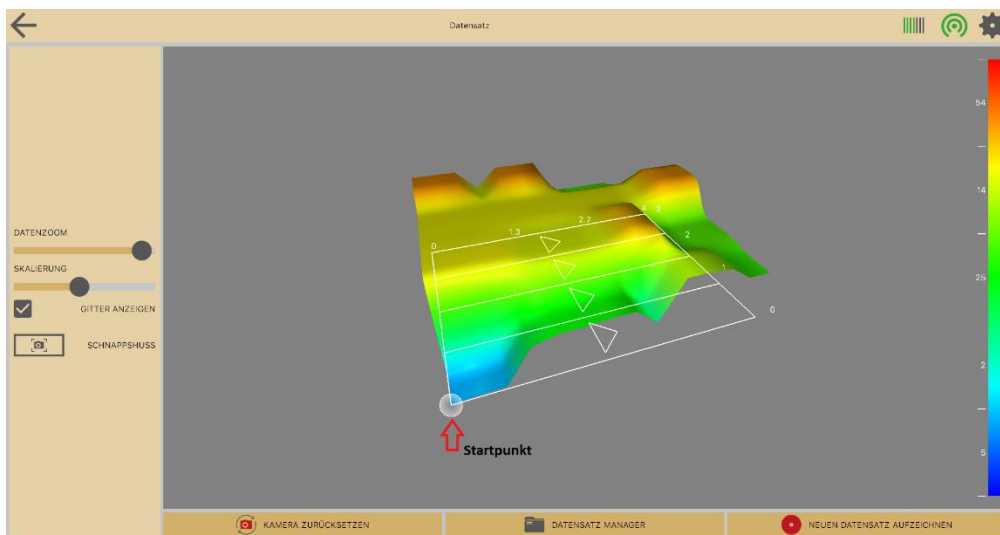 Datensatz
DATENZOOM
SKALIERUNG
GITTER ANZEIGEN
SCHNAPPSHUSS
0
1.3
2.7
4
3
2
1
0
Startpunkt
54
14
25
2
5
KAMERA ZURÜCKSETZEN
DATENSATZ MANAGER
NEUEN DATENSATZ AUFZEICHNEN